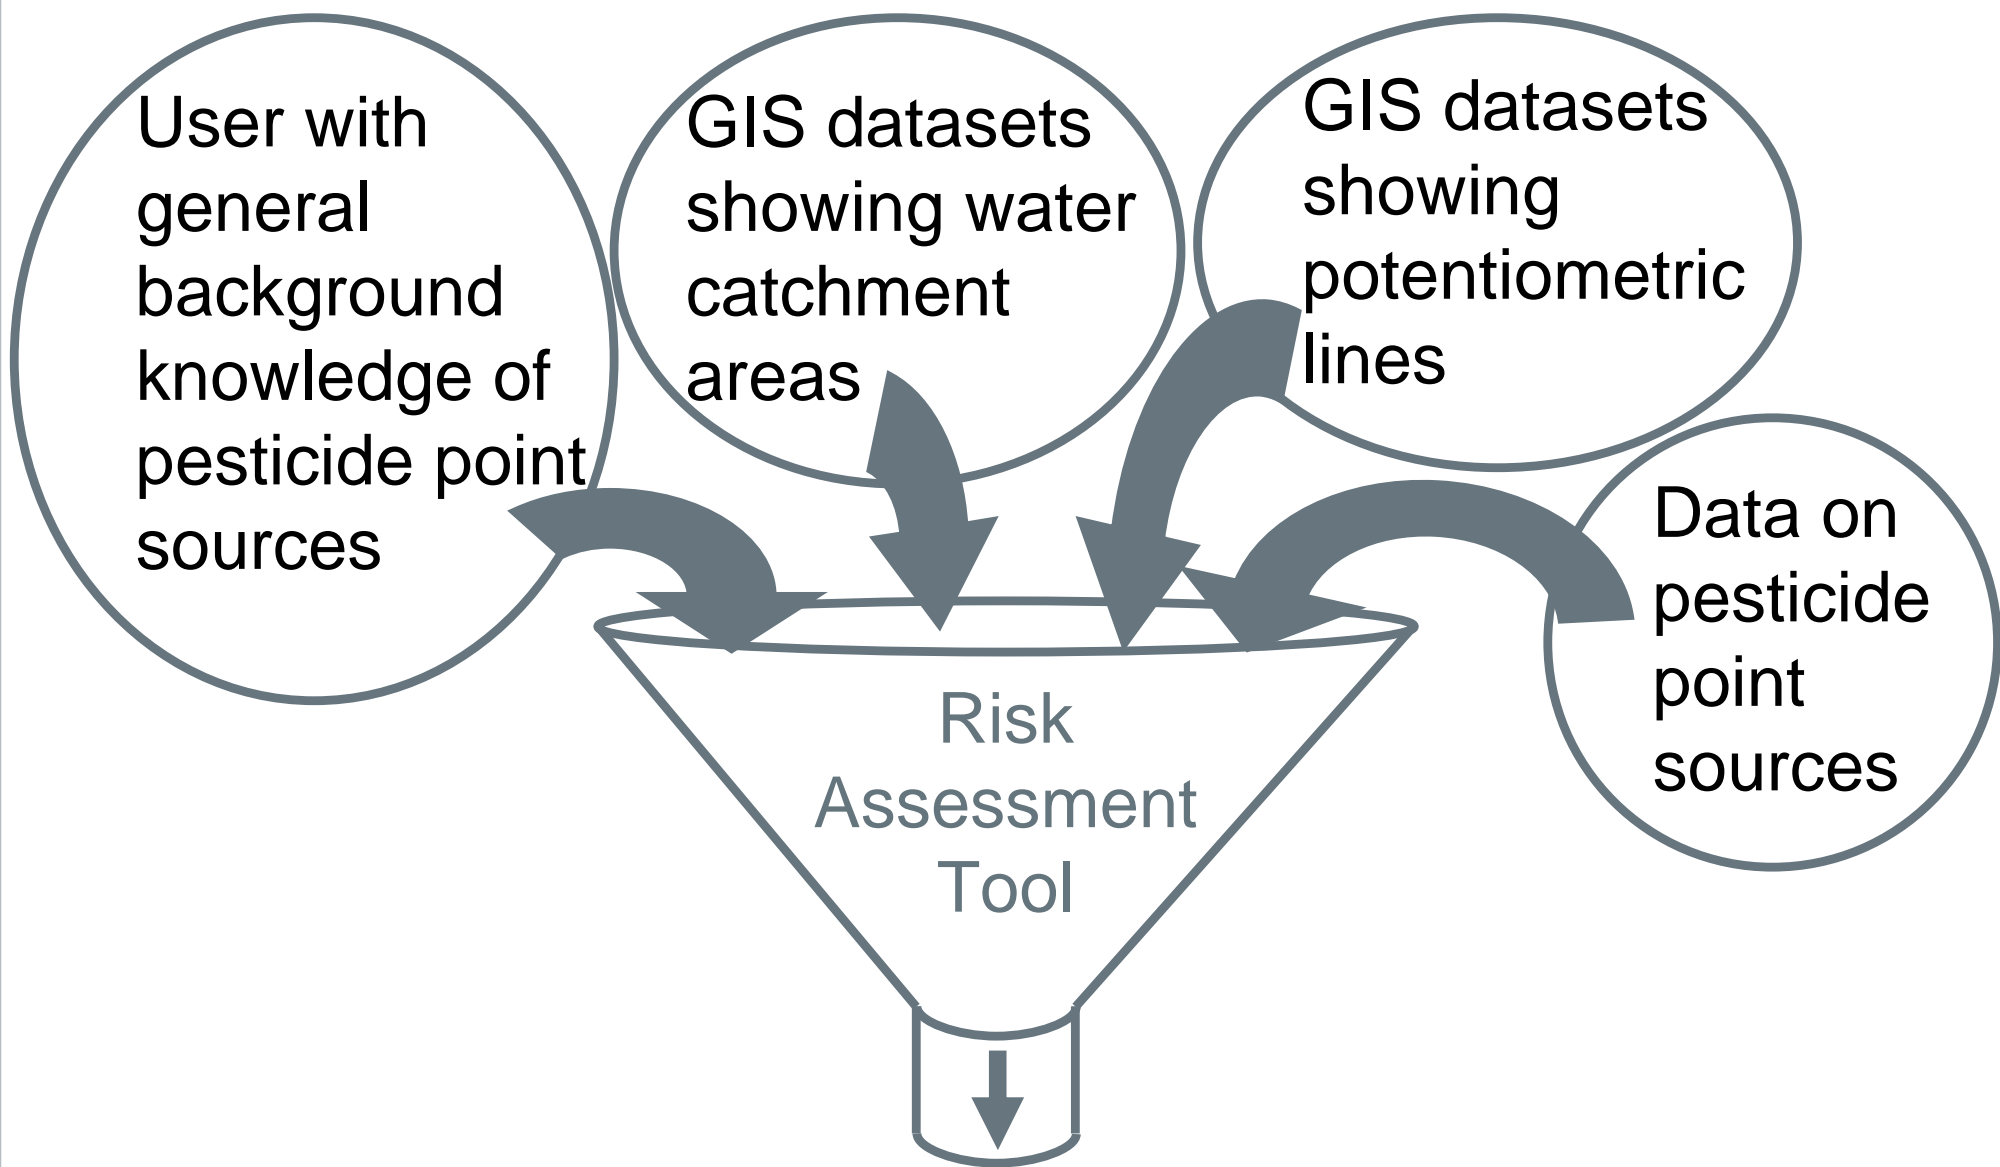 User with
general
background
knowledge of
pesticide point
sources
GIS datasets
showing water
catchment
areas
GIS datasets
showing
potentiometric
lines
Data on
pesticide
point
sources
Risk
Assessment
Tool